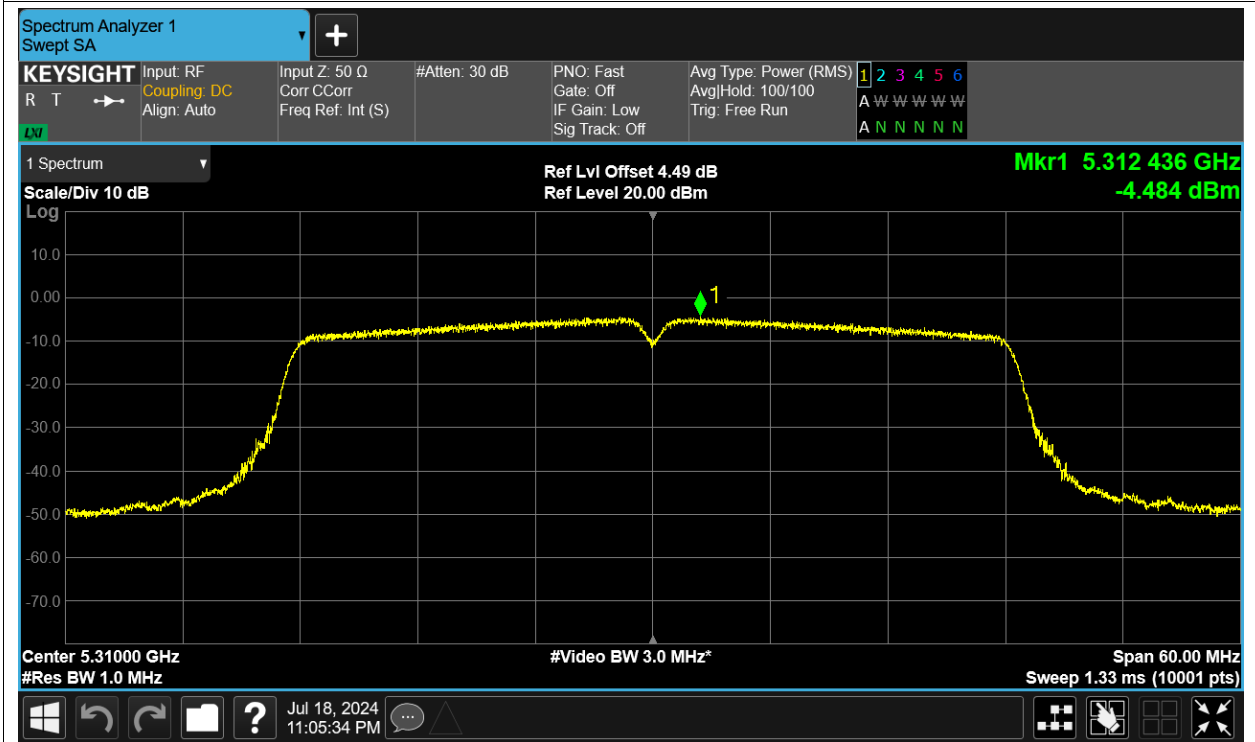 Spectrum Analyzer 1
Swept SA
KEYSIGHT
R T
LXI
Input: RF
Coupling: DC
Align: Auto
Input Z: 50 Ω
Corr CCorr
Freq Ref: Int (S)
#Atten: 30 dB
PNO: Fast
Gate: Off
IF Gain: Low
Sig Track: Off
Avg Type: Power (RMS)
Avg|Hold: 100/100
Trig: Free Run
1 2 3 4 5 6
A W W W W W
A N N N N N
1 Spectrum
Scale/Div 10 dB
Log
Ref Lvl Offset 4.49 dB
Ref Level 20.00 dBm
Mkr1 5.312 436 GHz
-4.484 dBm
10.0
0.00
1
-10.0
-20.0
-30.0
-40.0
-50.0
-60.0
-70.0
Center 5.31000 GHz
#Res BW 1.0 MHz
#Video BW 3.0 MHz*
Span 60.00 MHz
Sweep 1.33 ms (10001 pts)
?
Jul 18, 2024
11:05:34 PM